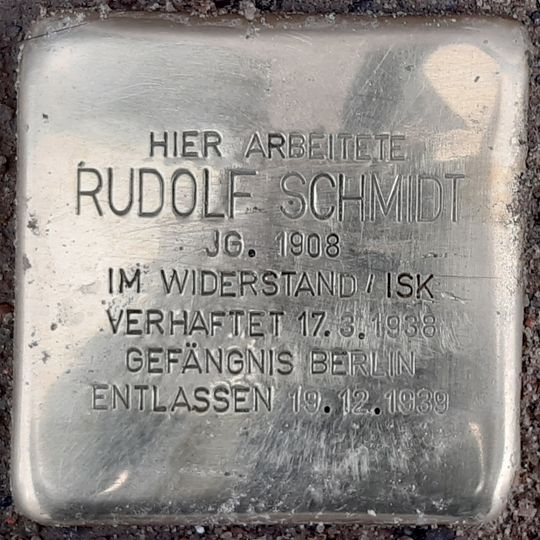 HIER ARBEITETE
RUDOLF SCHMIDT
JG. 1908
IM WIDERSTAND / ISK
VERHAFTET 17.3.1938
GEFÄNGNIS BERLIN
ENTLASSEN 19.12.1939